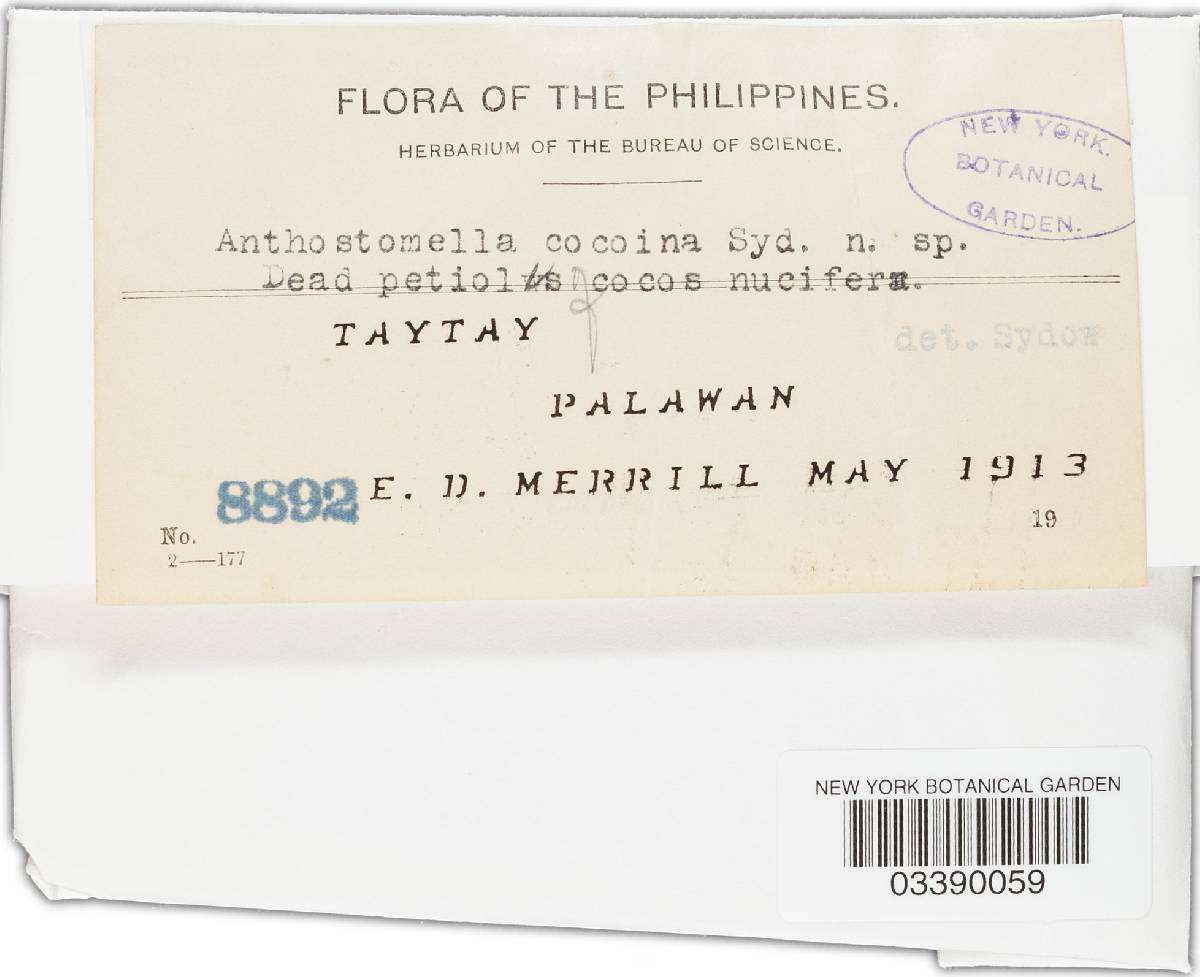 FLORA OF THE PHILIPPINES.
HERBARIUM OF THE BUREAU OF SCIENCE.
NEW YORK.
BOTANICAL
GARDEN.
Anthostomella cocoina Syd. n. sp.
Dead petioles of cocos nucifera.
TAYTAY
det. Sydow
PALAWAN
8892 E. D. MERRILL MAY 1913
No.
19
2—177
NEW YORK BOTANICAL GARDEN
03390059